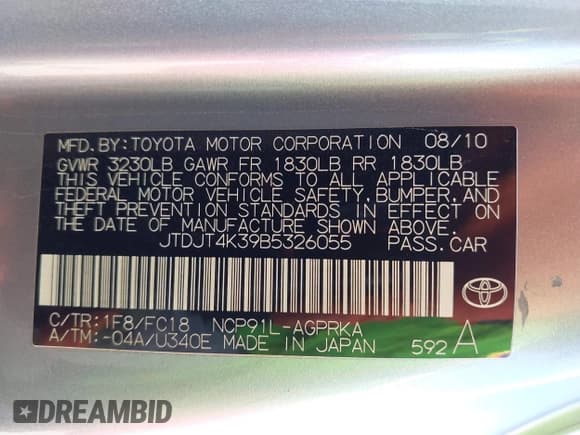 MFD.BY:TOYOTA MOTOR CORPORATION 08/10
GVWR 3230LB GAWR FR 1830LB RR 1830LB
THIS VEHICLE CONFORMS TO ALL APPLICABLE
FEDERAL MOTOR VEHICLE SAFETY,BUMPER,AND
THEFT PREVENTION STANDARDS IN EFFECT ON
THE DATE OF MANUFACTURE SHOWN ABOVE.
JTDJT4K39B5326055 PASS.CAR
C/TR:1F8/FC18 NCP91L-AGPRKA
A/TM:-04A/U340E MADE IN JAPAN 592A
TOYOTA
DREAMBID